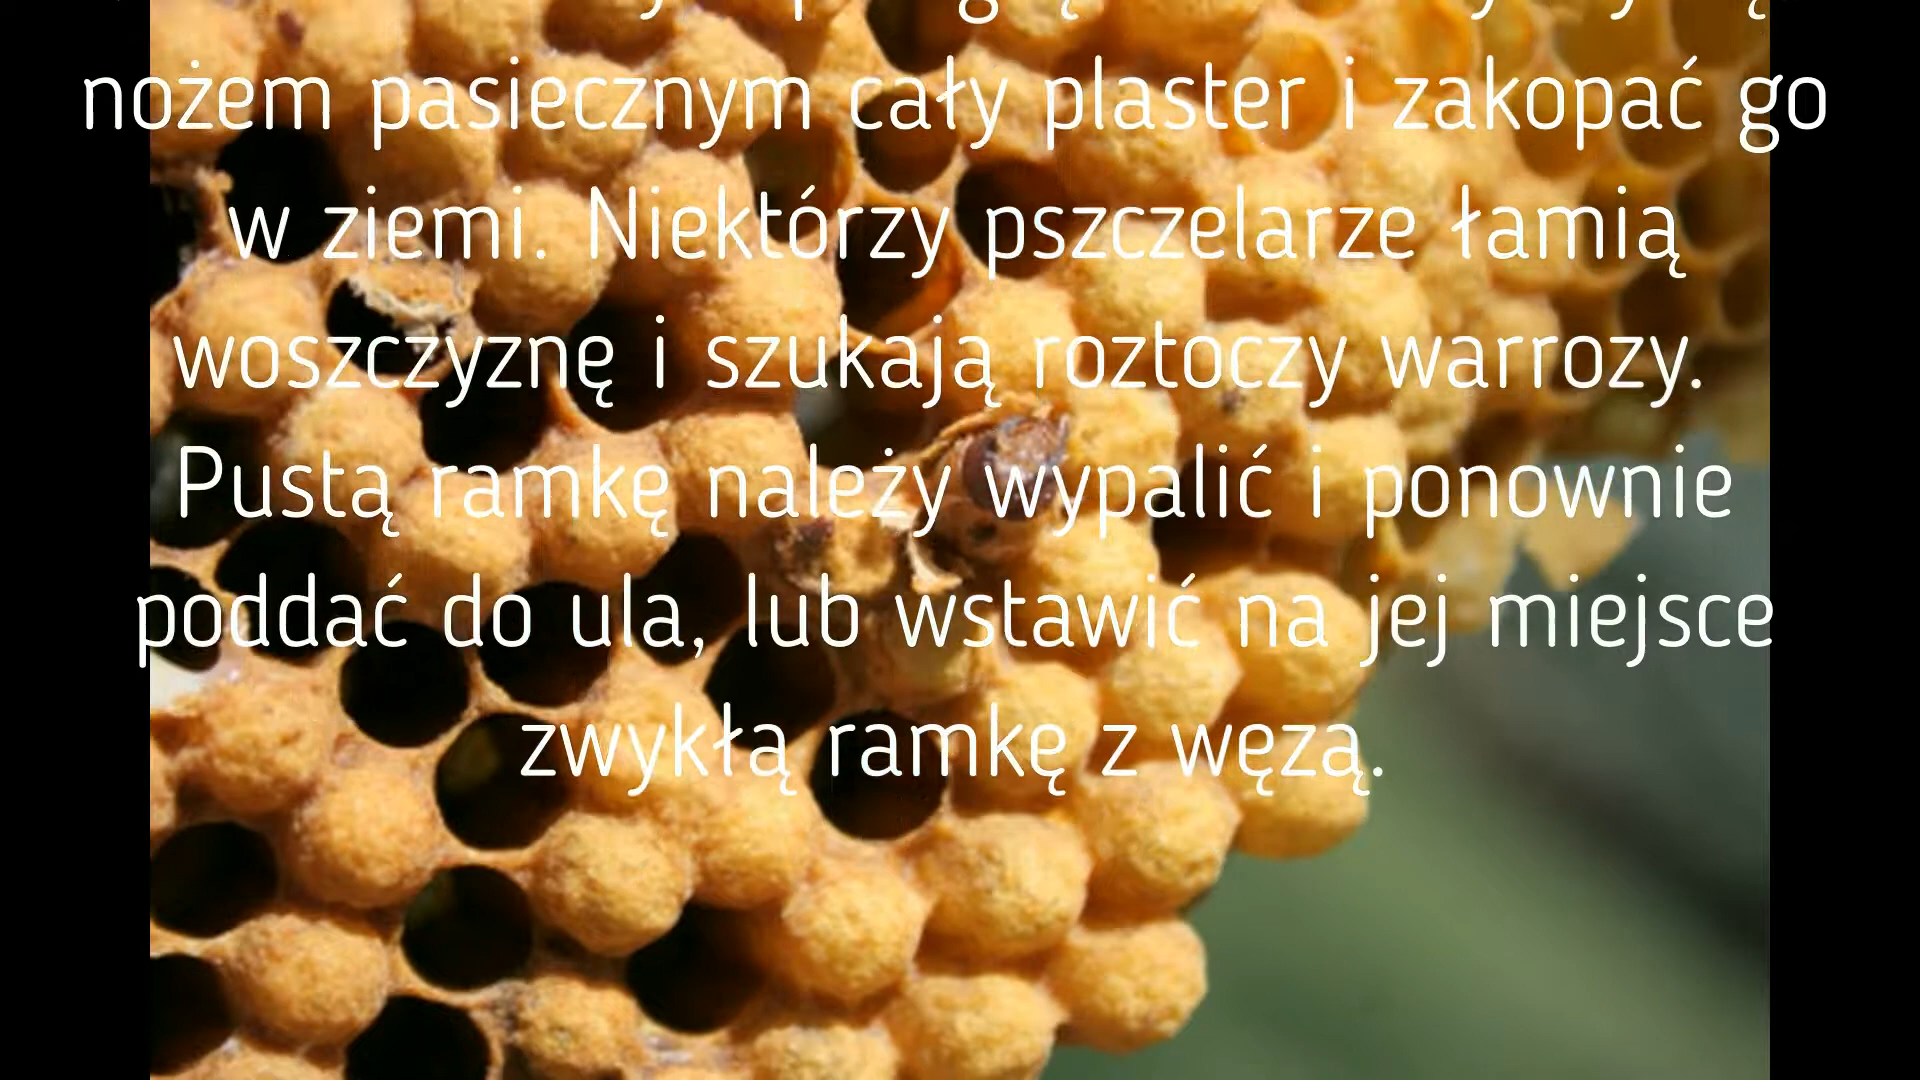 nożem pasiecznym cały plaster i zakopać go
w ziemi. Niektórzy pszczelarze łamią
woszczyznę i szukają roztoczy warrozy.
Pustą ramkę należy wypalić i ponownie
poddać do ula, lub wstawić na jej miejsce
zwykłą ramkę z węzą.